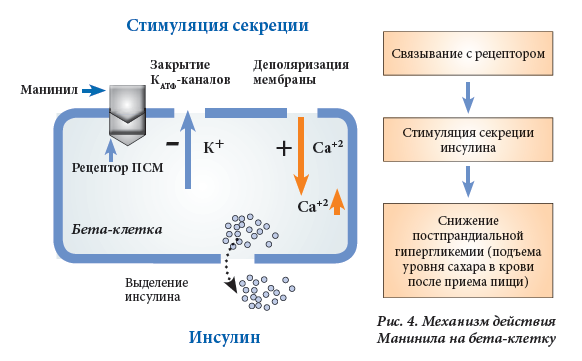 Стимуляция секреции
Манинил
Закрытие
KАТФ-каналов
Деполяризация
мембраны
Рецептор ПСМ
–
K+
+
Ca+2
Ca+2
Бета-клетка
Выделение
инсулина
Инсулин
Связывание с рецептором
Стимуляция секреции
инсулина
Снижение
постпрандиальной
гипергликемии (подъема
уровня сахара в крови
после приема пищи)
Рис. 4. Механизм действия
Манинила на бета-клетку